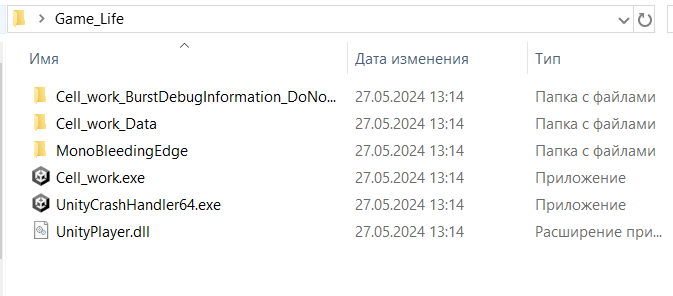 Game_Life
Имя Дата изменения Тип
Cell_work_BurstDebugInformation_DoNo... 27.05.2024 13:14 Папка с файлами
Cell_work_Data 27.05.2024 13:14 Папка с файлами
MonoBleedingEdge 27.05.2024 13:14 Папка с файлами
Cell_work.exe 27.05.2024 13:14 Приложение
UnityCrashHandler64.exe 27.05.2024 13:14 Приложение
UnityPlayer.dll 27.05.2024 13:14 Расширение при...